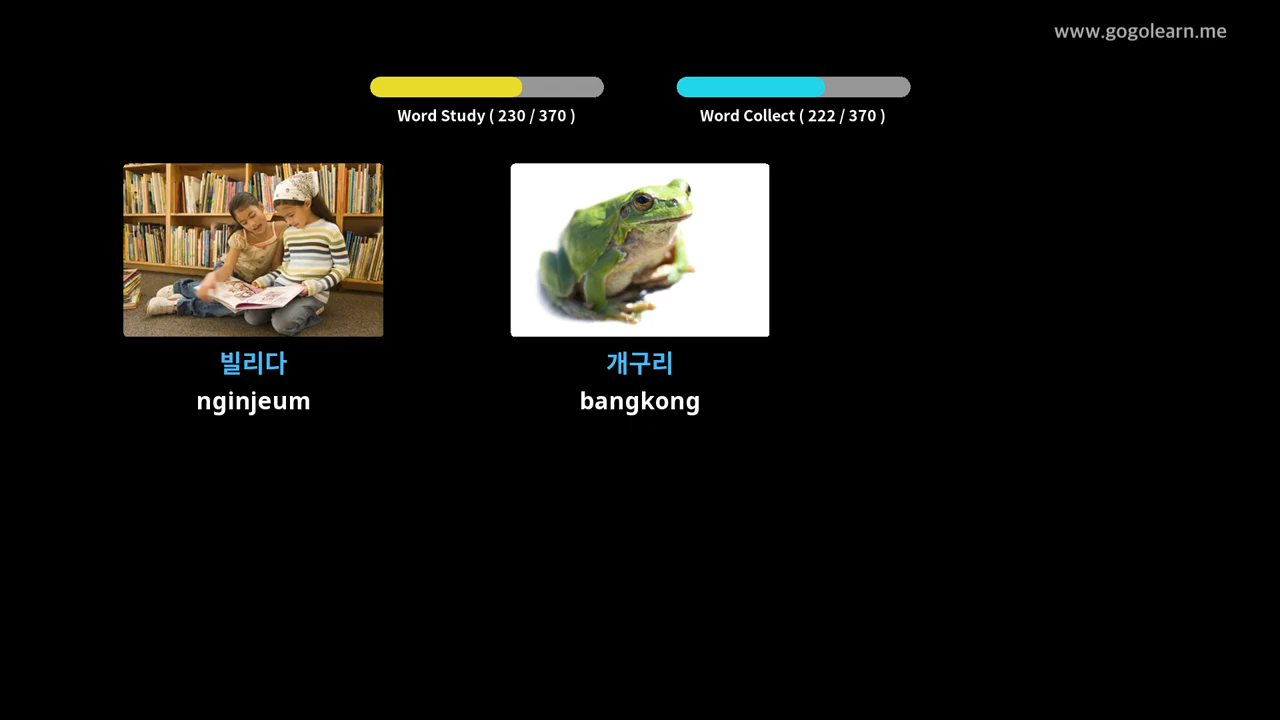 www.gogolearn.me
Word Study ( 230 / 370 )
Word Collect ( 222 / 370 )
빌리다
nginjeum
개구리
bangkong